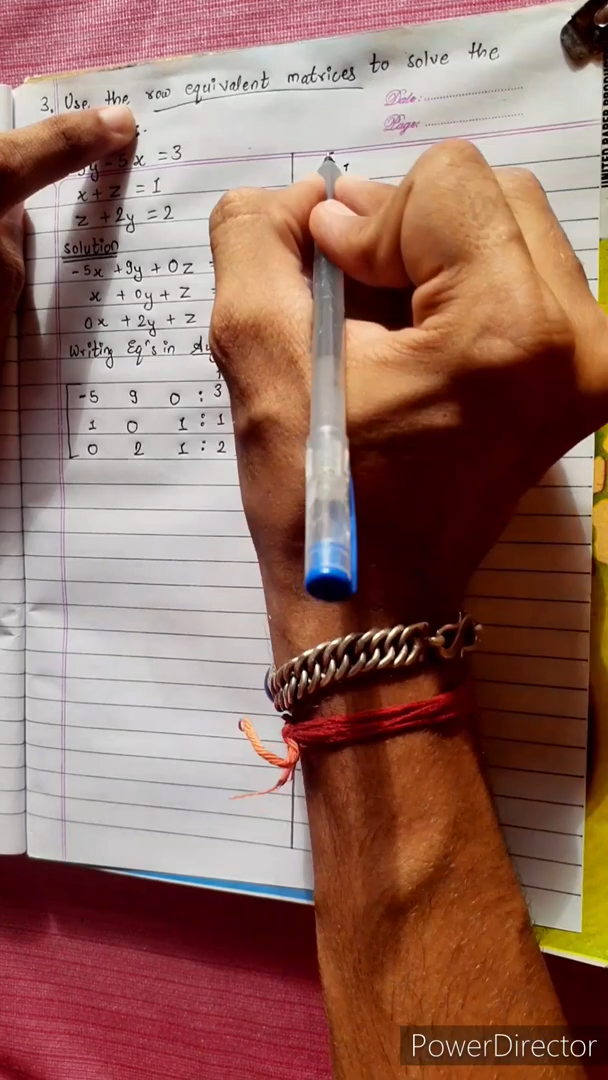 3. Use the row equivalent matrices to solve the
Date:
Page:
9y - 5x = 3
x + z = 1
z + 2y = 2
Solution
-5x + 9y + 0z =
x + 0y + z =
0x + 2y + z
Writing Eqⁿs in
-5 9 0 : 3
1 0 1 : 1
0 2 1 : 2
PowerDirector